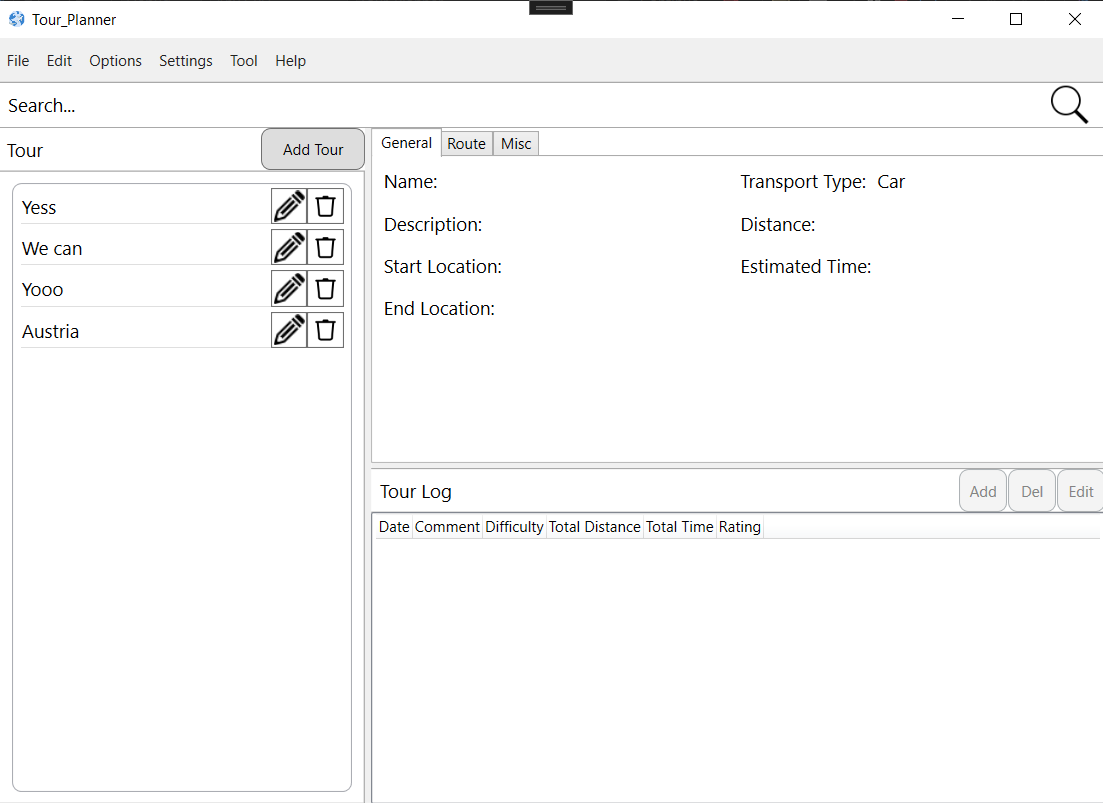 Tour_Planner
File Edit Options Settings Tool Help
Search...
Tour Add Tour
Yess
We can
Yooo
Austria
General Route Misc
Name: Transport Type: Car
Description: Distance:
Start Location: Estimated Time:
End Location:
Tour Log Add Del Edit
Date Comment Difficulty Total Distance Total Time Rating